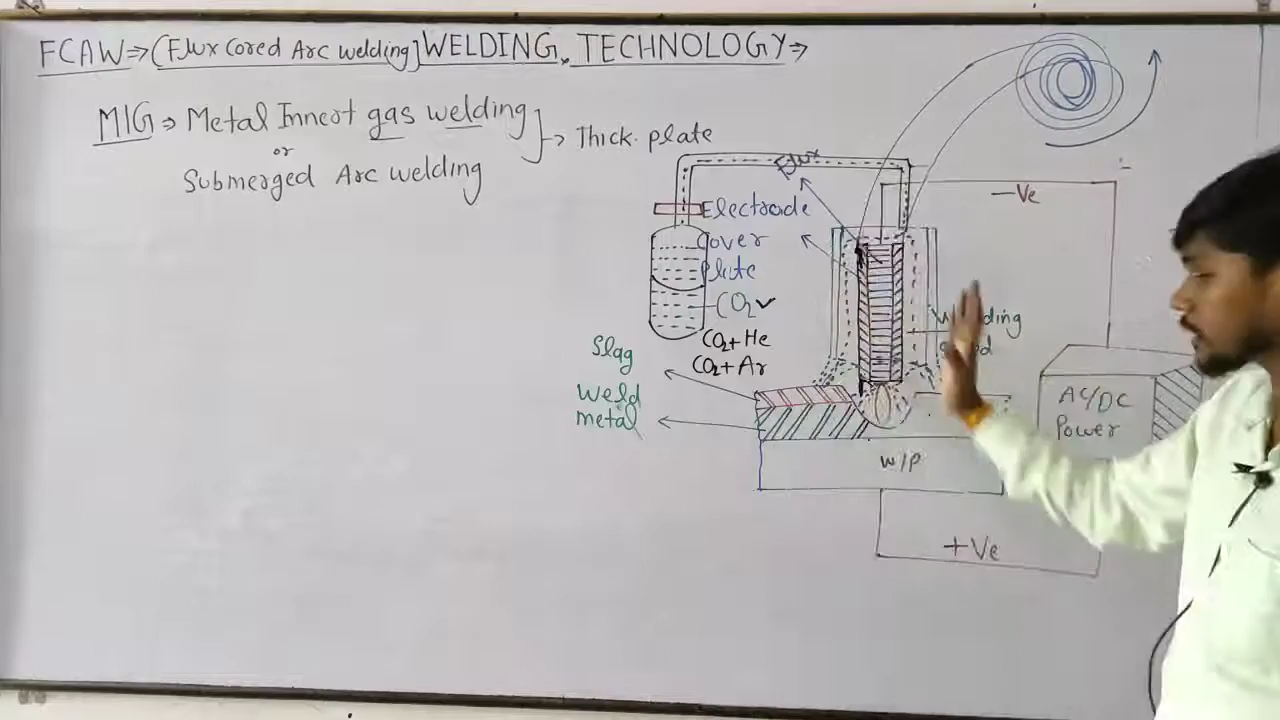 FCAW⇒(Flux Cored Arc welding] WELDING. TECHNOLOGY⇒
MIG ⇒ Metal Innert gas welding
or
Submerged Arc welding
→ Thick. plate
Flux
-Ve
Electrode
cover
plate
CO2
CO2+He
CO2+Ar
Slag
weld
metal
AC/DC
Power
W/P
+Ve